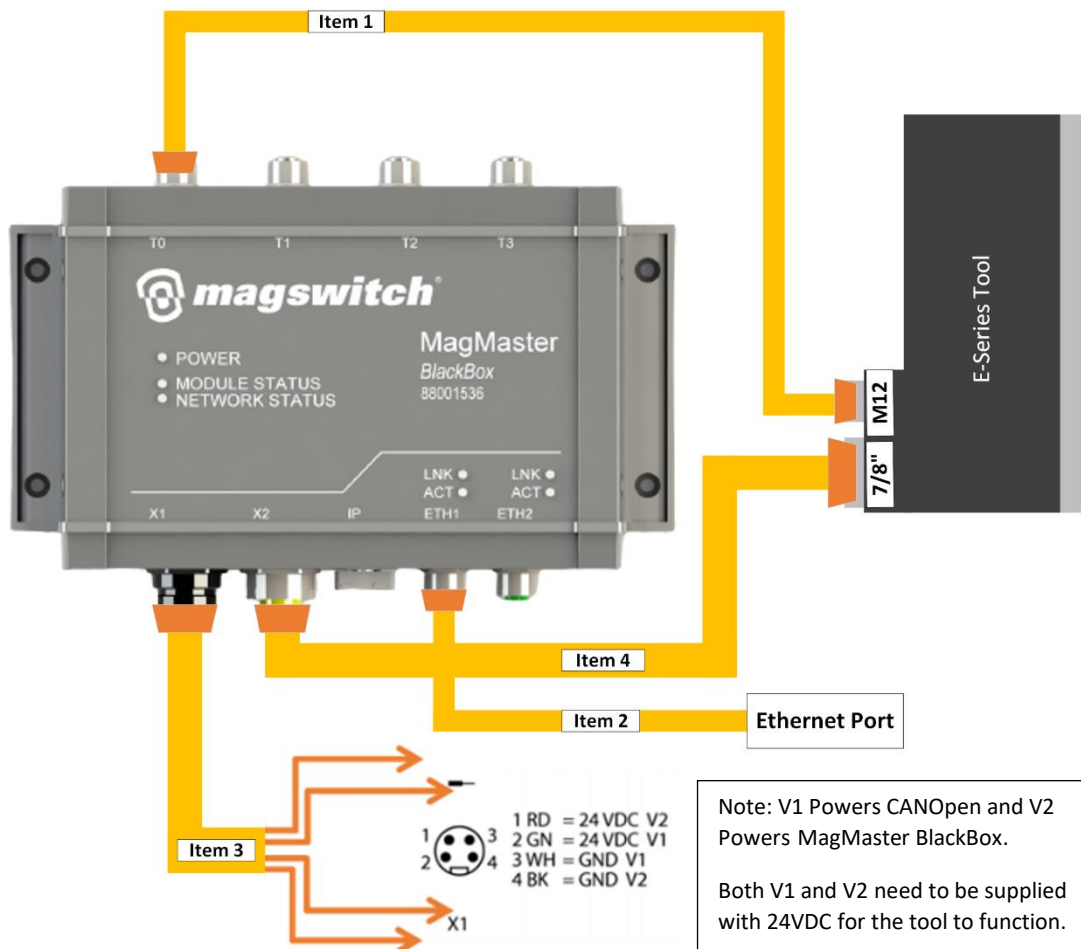 Item 1
T0 T1 T2 T3
magswitch®
MagMaster
BlackBox
88001536
POWER
MODULE STATUS
NETWORK STATUS
LNK LNK
ACT ACT
X1 X2 IP ETH1 ETH2
E-Series Tool
M12
7/8"
Item 4
Item 2
Ethernet Port
Item 3
1 3
2 4
1 RD = 24 VDC V2
2 GN = 24 VDC V1
3 WH = GND V1
4 BK = GND V2
X1
Note: V1 Powers CANOpen and V2
Powers MagMaster BlackBox.
Both V1 and V2 need to be supplied
with 24VDC for the tool to function.